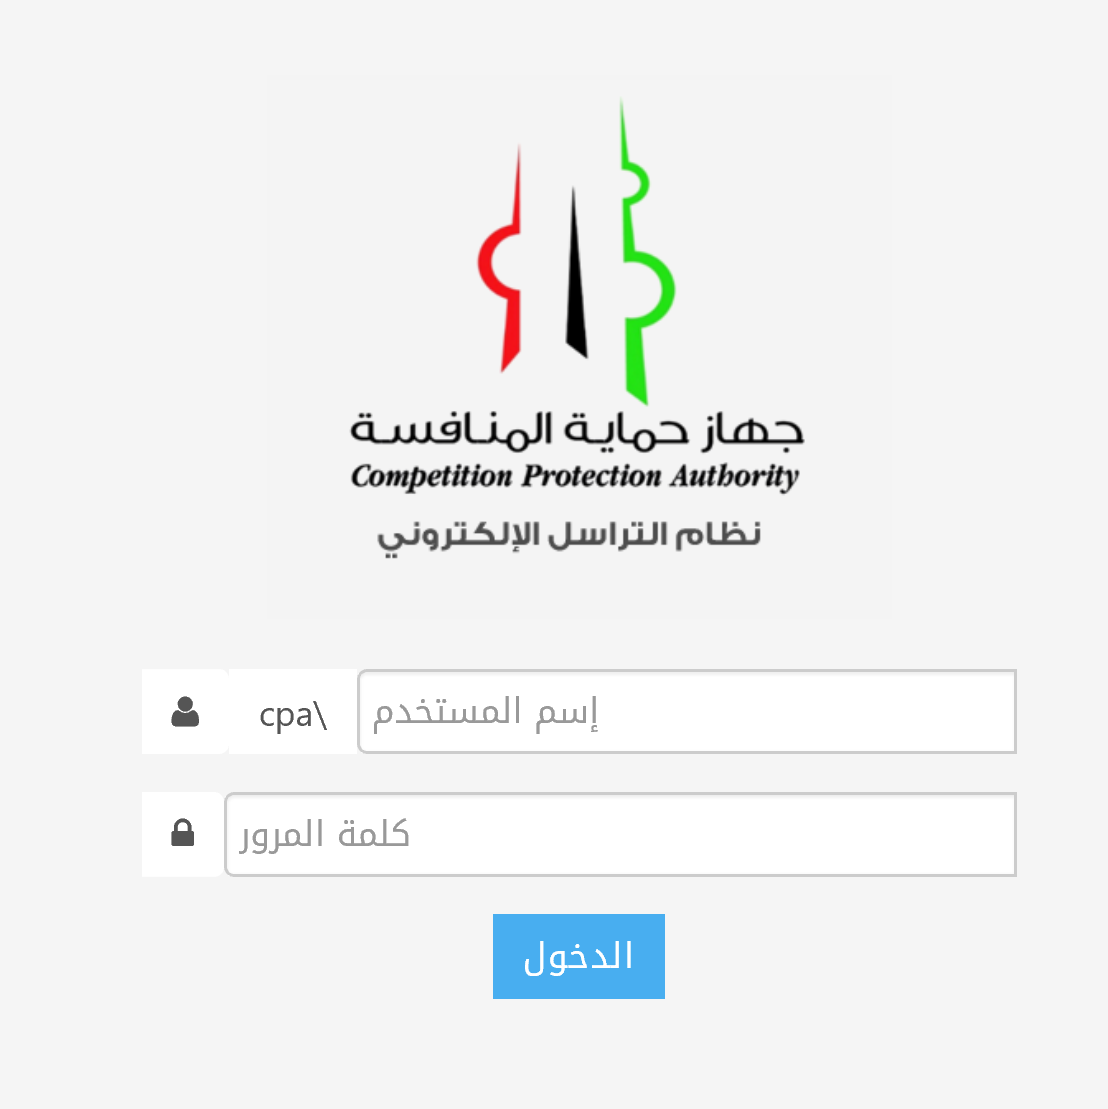 جهاز حماية المنافسة
Competition Protection Authority
نظام التراسل الإلكتروني
cpa\ إسم المستخدم
كلمة المرور
الدخول